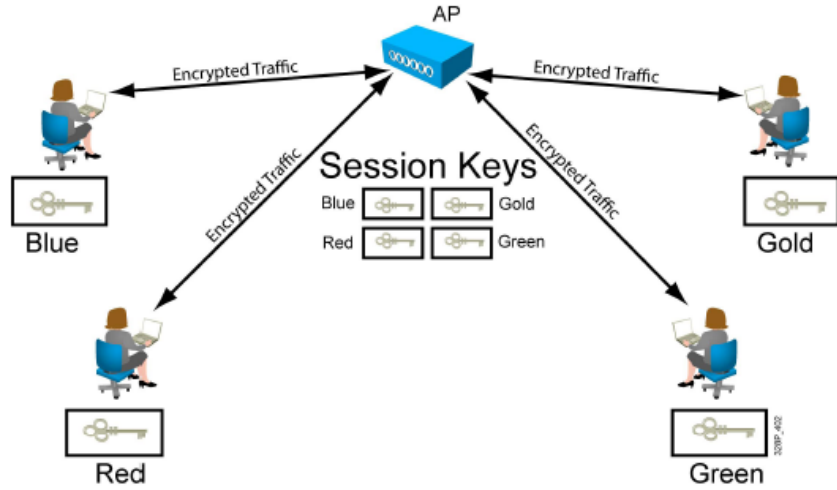 AP
Encrypted Traffic
Encrypted Traffic
Encrypted Traffic
Encrypted Traffic
Session Keys
Blue
Gold
Red
Green
Blue
Gold
Red
Green
328P_402